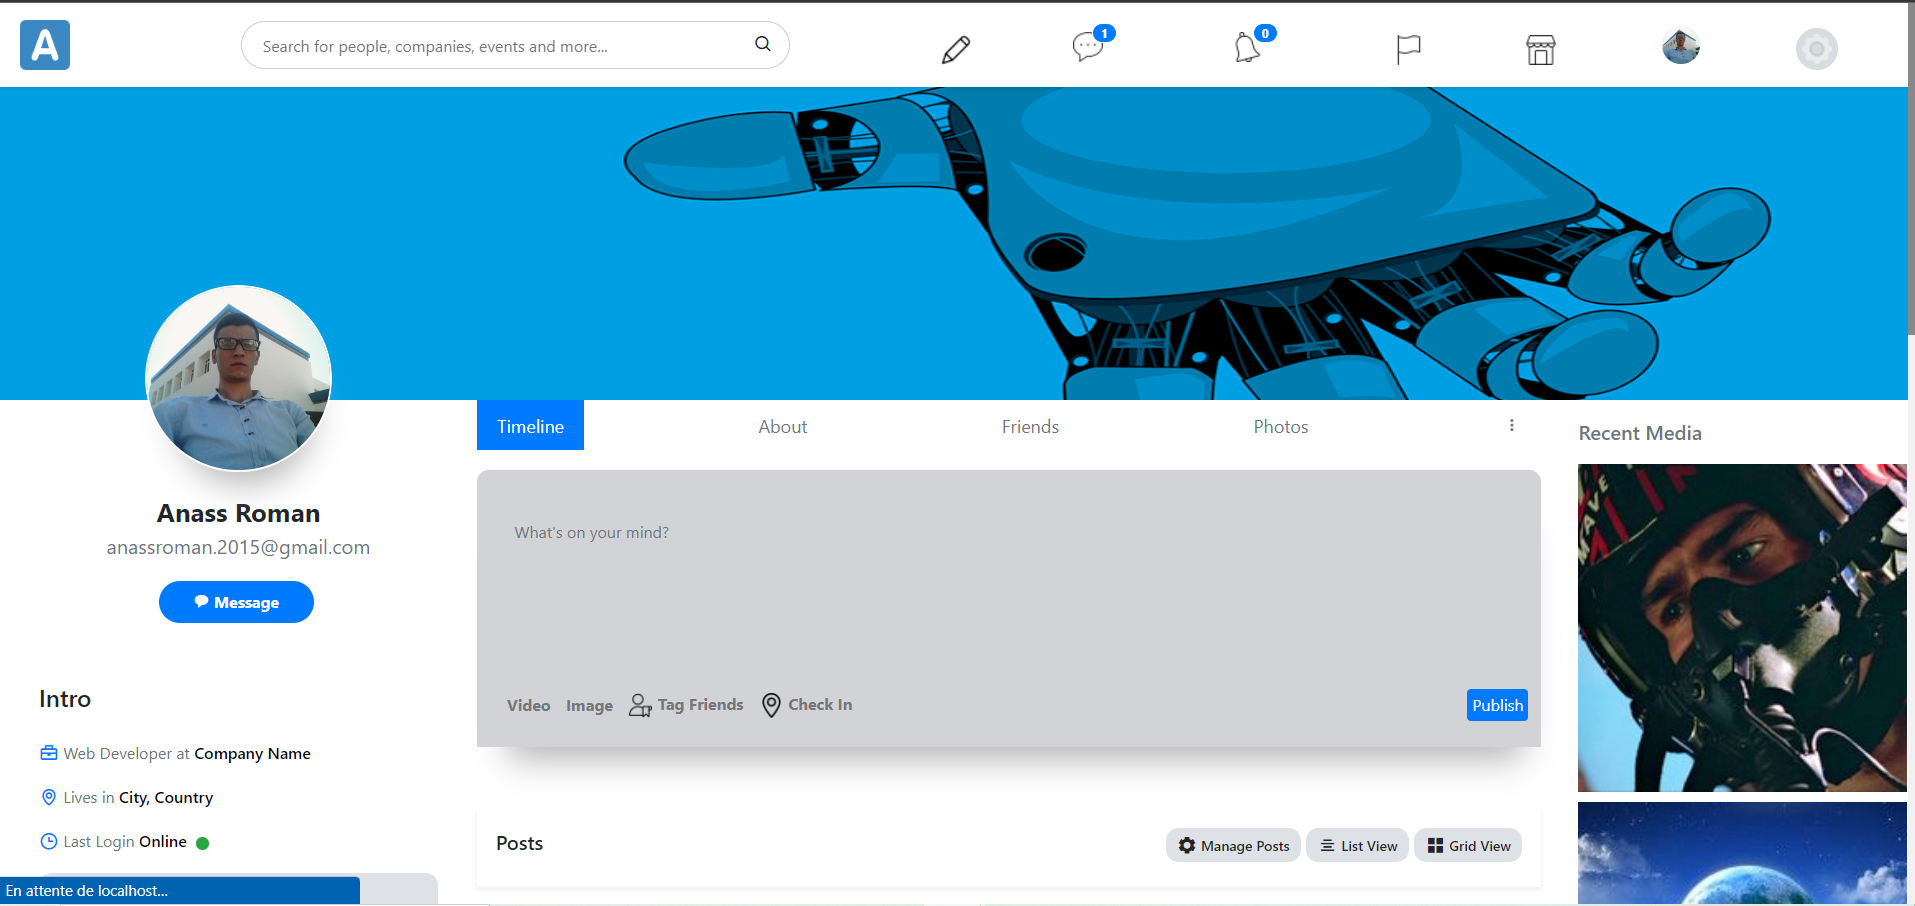 A
Search for people, companies, events and more...
1
0
Timeline
About
Friends
Photos
Recent Media
What's on your mind?
Anass Roman
anassroman.2015@gmail.com
Message
Video
Image
Tag Friends
Check In
Publish
Intro
Web Developer at Company Name
Lives in City, Country
Last Login Online
Posts
Manage Posts
List View
Grid View
En attente de localhost...